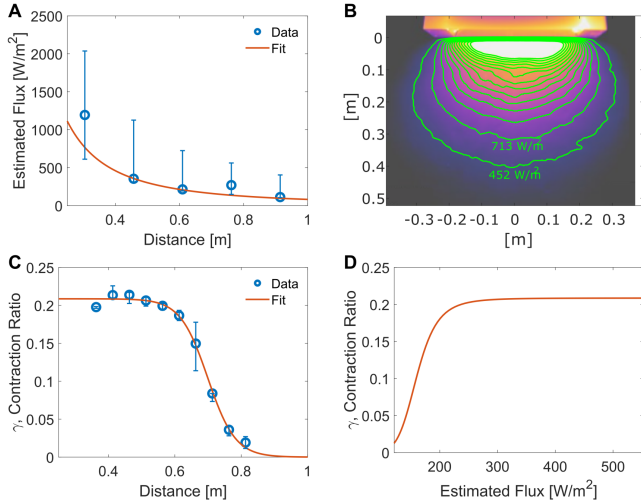 A
2500
2000
1500
1000
500
0
0.4
0.6
0.8
1
Estimated Flux [W/m²]
Distance [m]
Data
Fit
B
0
0.1
0.2
0.3
0.4
0.5
[m]
713 W/m²
452 W/m²
-0.3
-0.2
-0.1
0
0.1
0.2
0.3
[m]
C
0.25
0.2
0.15
0.1
0.05
0
0.2
0.4
0.6
0.8
1
γ, Contraction Ratio
Distance [m]
Data
Fit
D
0.25
0.2
0.15
0.1
0.05
0
200
300
400
500
γ, Contraction Ratio
Estimated Flux [W/m²]